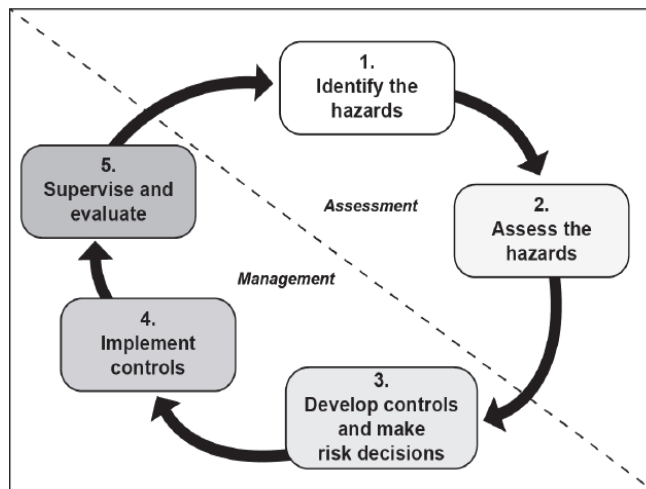 1.
Identify the
hazards
5.
Supervise and
evaluate
Assessment
2.
Assess the
hazards
Management
4.
Implement
controls
3.
Develop controls
and make
risk decisions